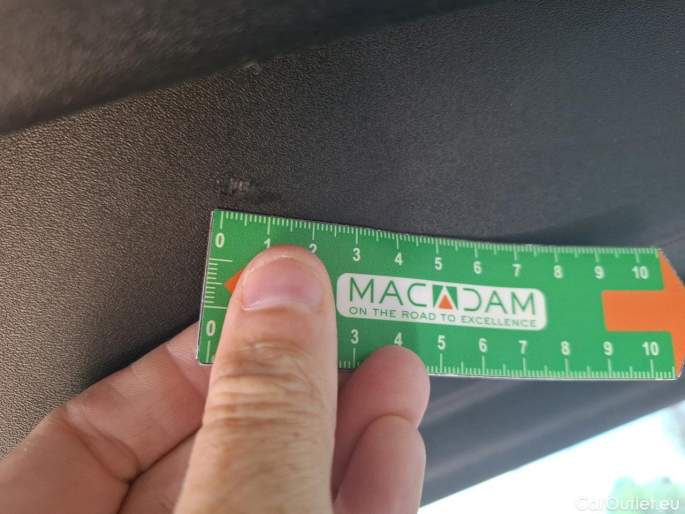 0 1 2 3 4 5 6 7 8 9 10
MACADAM
ON THE ROAD TO EXCELLENCE
0 3 4 5 6 7 8 9 10
CarOutlet.eu